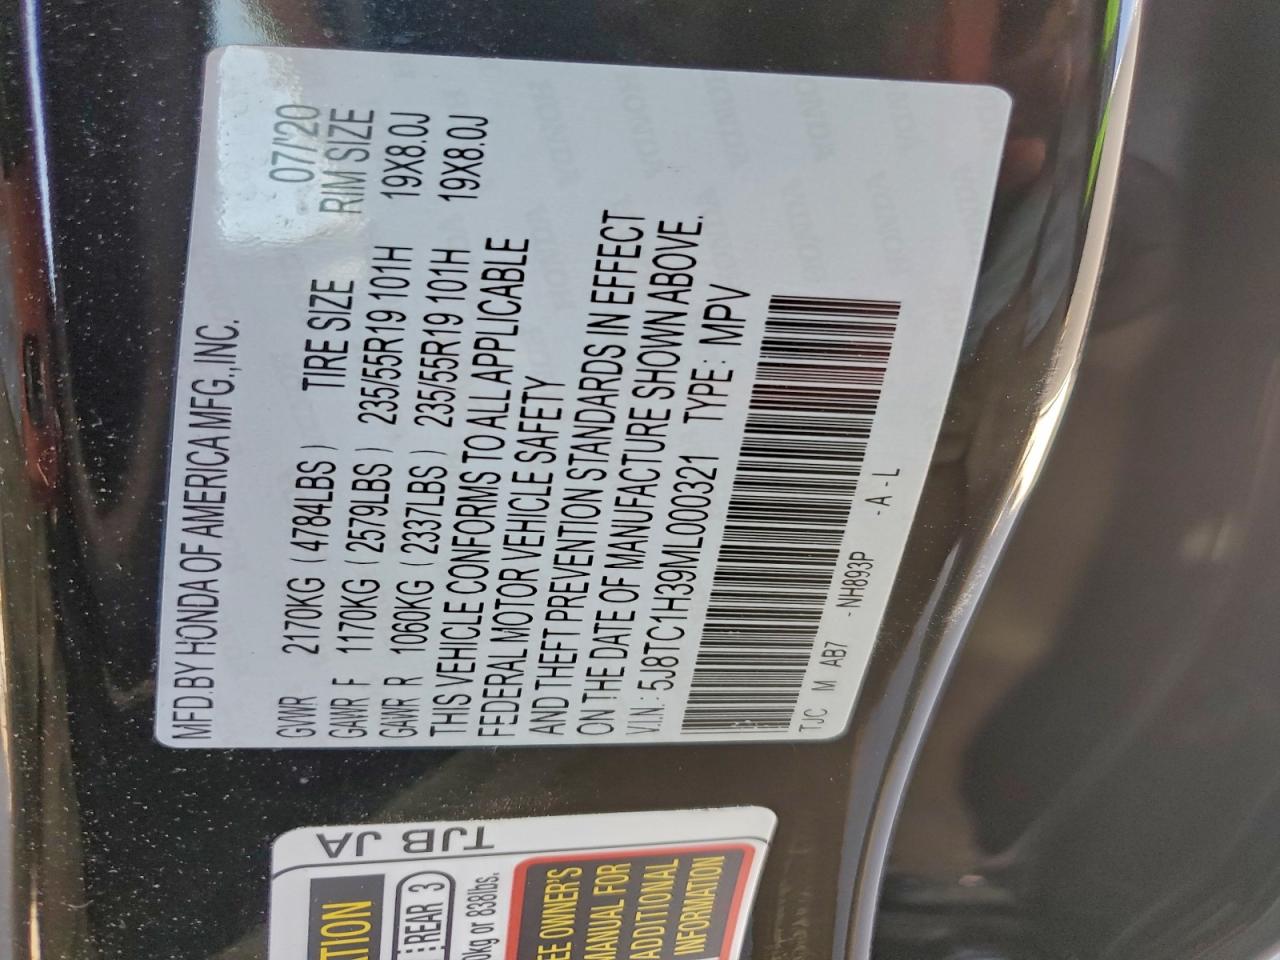 MFD.BY HONDA OF AMERICA MFG.,INC.
07/'20
GVWR 2170KG ( 4784LBS ) TIRE SIZE RIM SIZE
GAWR F 1170KG ( 2579LBS ) 235/55R19 101H 19X8.0J
GAWR R 1060KG ( 2337LBS ) 235/55R19 101H 19X8.0J
THIS VEHICLE CONFORMS TO ALL APPLICABLE
FEDERAL MOTOR VEHICLE SAFETY
AND THEFT PREVENTION STANDARDS IN EFFECT
ON THE DATE OF MANUFACTURE SHOWN ABOVE.
V.I.N.: 5J8TC1H39ML000321 TYPE: MPV
TJC M AB7 - NH893P - A - L
TJB JA
REAR 3
or 838lbs.
OWNER'S
MANUAL FOR
ADDITIONAL
INFORMATION